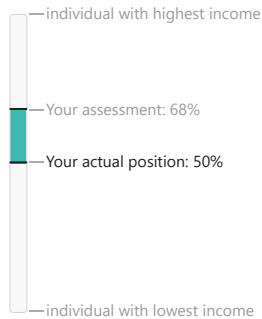 individual with highest income
Your assessment: 68%
Your actual position: 50%
individual with lowest income